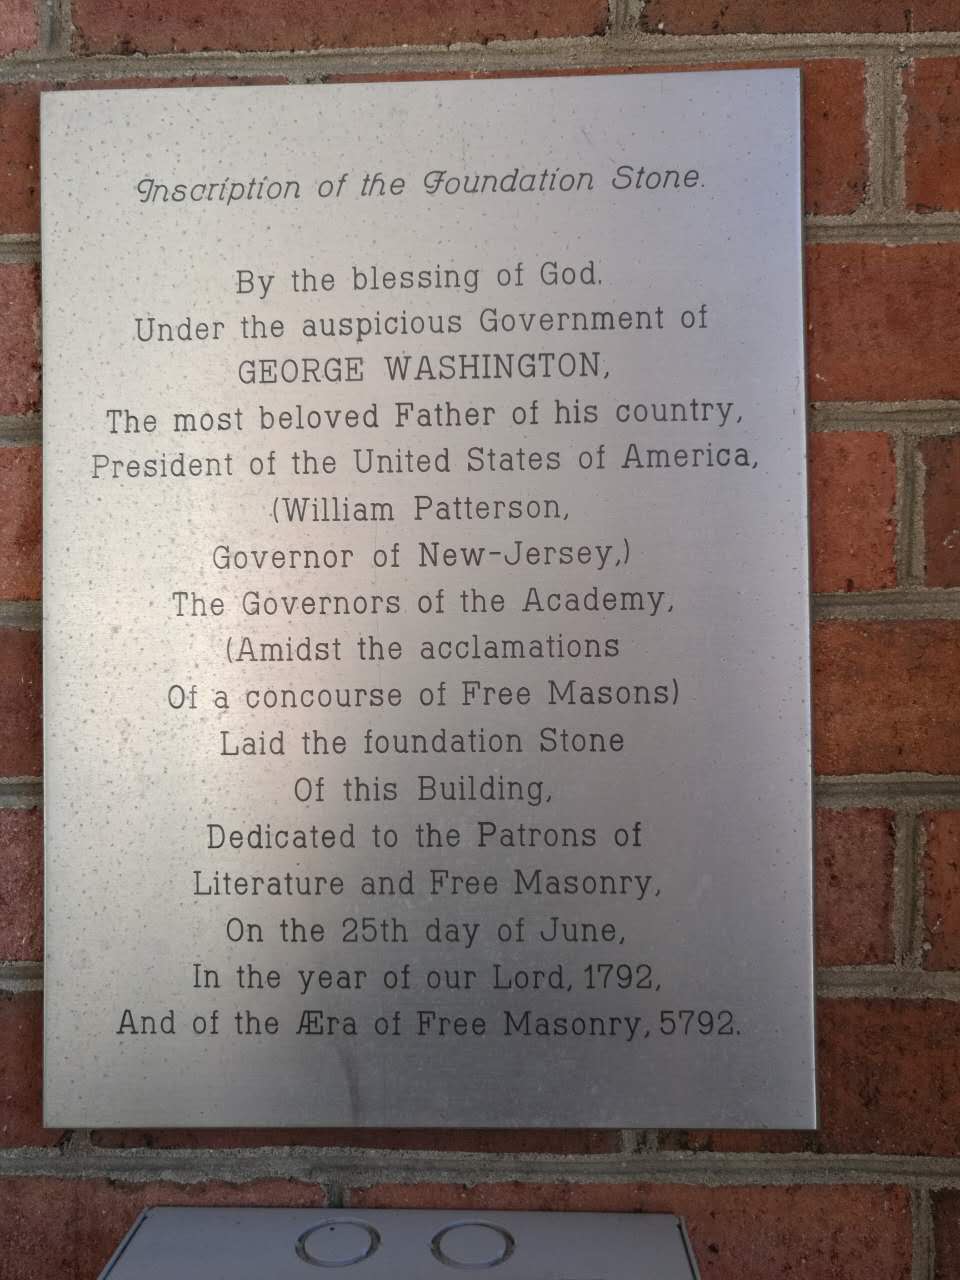 Inscription of the Foundation Stone.
By the blessing of God.
Under the auspicious Government of
GEORGE WASHINGTON,
The most beloved Father of his country,
President of the United States of America,
(William Patterson,
Governor of New-Jersey,)
The Governors of the Academy,
(Amidst the acclamations
Of a concourse of Free Masons)
Laid the foundation Stone
Of this Building,
Dedicated to the Patrons of
Literature and Free Masonry,
On the 25th day of June,
In the year of our Lord, 1792,
And of the Æra of Free Masonry, 5792.